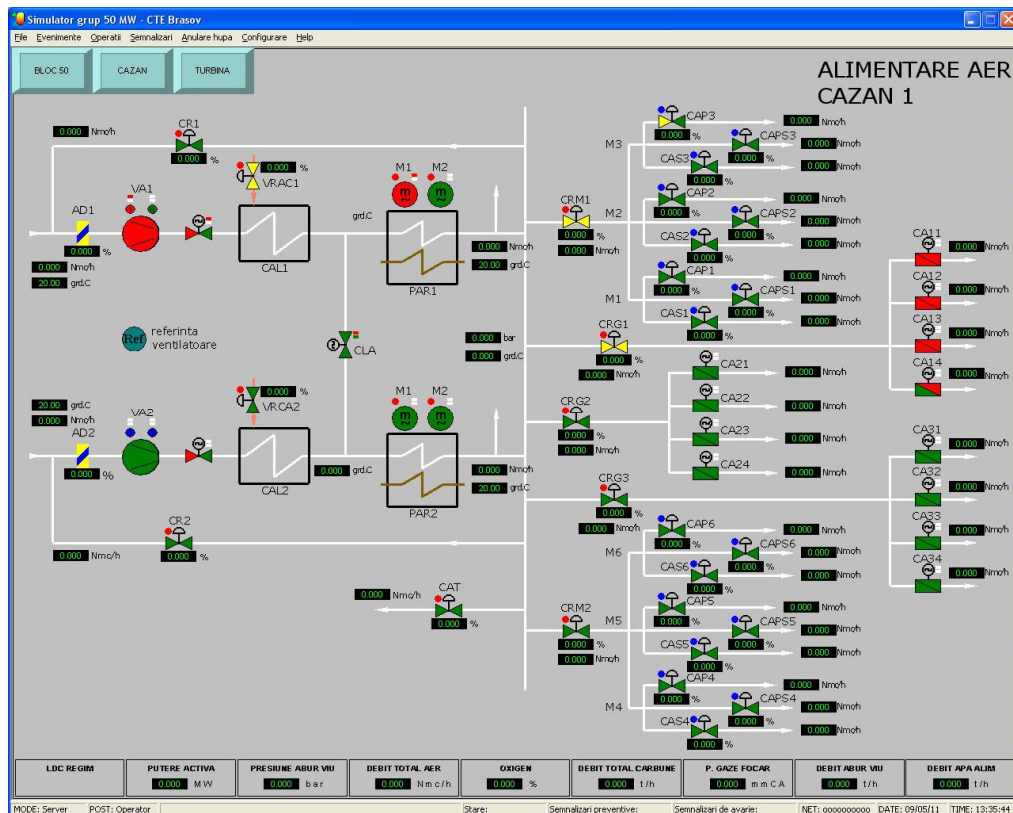 Simulator grup 50 MW - CTE Brasov
File Evenimente Operatii Semnalizari Anulare hupa Configurare Help
BLOC 50 CAZAN TURBINA
ALIMENTARE AER
CAZAN 1
0.000 Nmc/h
CR1
0.000 %
0.000 %
VRAC1
M1 M2
AD1
VA1
0.000 %
0.000 Nmc/h
20.00 grd.C
CAL1
grd.C
0.000 Nmc/h
20.00 grd.C
PAR1
Ref referinta
ventilatoare
CLA
0.000 bar
0.000 grd.C
20.00 grd.C
0.000 Nmc/h
AD2
VA2
0.000 %
0.000 %
VRCA2
CAL2
0.000 grd.C
M1 M2
0.000 Nmc/h
20.00 grd.C
PAR2
CR2
0.000 Nmc/h
0.000 %
0.000 Nmc/h
CAT
0.000 %
CRM1
0.000 %
0.000 Nmc/h
M3
CAP3
0.000 %
0.000 Nmc/h
CAPS3
0.000 %
0.000 Nmc/h
CAS3
0.000 %
0.000 Nmc/h
M2
CAP2
0.000 %
0.000 Nmc/h
CAPS2
0.000 %
0.000 Nmc/h
CAS2
0.000 %
0.000 Nmc/h
M1
CAP1
0.000 %
0.000 Nmc/h
CAPS1
0.000 %
0.000 Nmc/h
CAS1
0.000 %
0.000 Nmc/h
CRG1
0.000 %
0.000 Nmc/h
CA11
0.000 Nmc/h
CA12
0.000 Nmc/h
CA13
0.000 Nmc/h
CA14
0.000 Nmc/h
CRG2
0.000 %
0.000 Nmc/h
CA21
0.000 Nmc/h
CA22
0.000 Nmc/h
CA23
0.000 Nmc/h
CA24
0.000 Nmc/h
CRG3
0.000 %
0.000 Nmc/h
CA31
0.000 Nmc/h
CA32
0.000 Nmc/h
CA33
0.000 Nmc/h
CA34
0.000 Nmc/h
CRM2
0.000 %
0.000 Nmc/h
M6
CAP6
0.000 %
0.000 Nmc/h
CAPS6
0.000 %
0.000 Nmc/h
CAS6
0.000 %
0.000 Nmc/h
M5
CAP5
0.000 %
0.000 Nmc/h
CAPS5
0.000 %
0.000 Nmc/h
CAS5
0.000 %
0.000 Nmc/h
M4
CAP4
0.000 %
0.000 Nmc/h
CAPS4
0.000 %
0.000 Nmc/h
CAS4
0.000 %
0.000 Nmc/h
LDC REGIM
PUTERE ACTIVA
0.000 MW
PRESIUNE ABUR VIU
0.000 bar
DEBIT TOTAL AER
0.000 Nmc/h
OXIGEN
0.000 %
DEBIT TOTAL CARBUNE
0.000 t/h
P. GAZE FOCAR
0.000 mmCA
DEBIT ABUR VIU
0.000 t/h
DEBIT APA ALIM
0.000 t/h
MODE: Server POST: Operator Stare: Semnalizari preventive: Semnalizari de avarie: NET: oooooooooo DATE: 09/05/11 TIME: 13:35:44